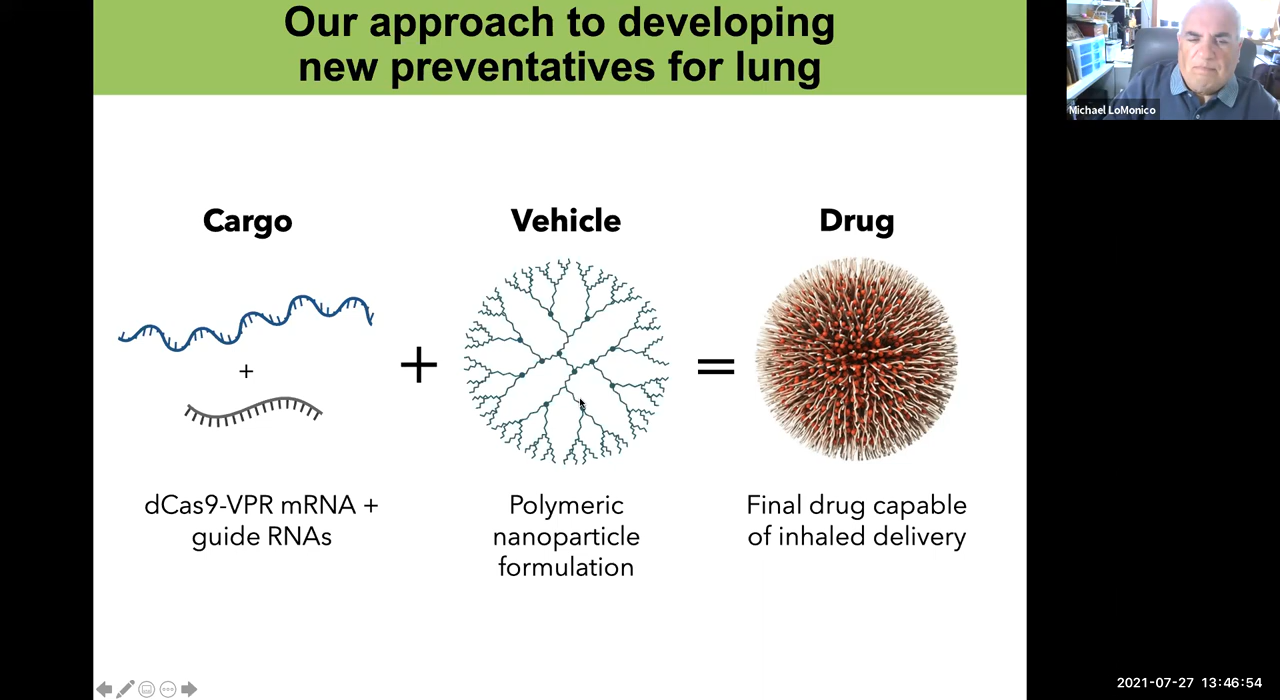 Our approach to developing
new preventatives for lung
Michael LoMonico
Cargo
Vehicle
Drug
+
+
=
dCas9-VPR mRNA +
guide RNAs
Polymeric
nanoparticle
formulation
Final drug capable
of inhaled delivery
2021-07-27 13:46:54